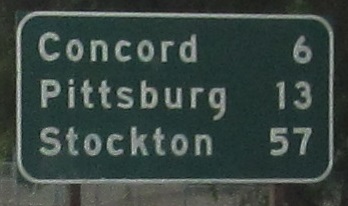 Concord 6
Pittsburg 13
Stockton 57